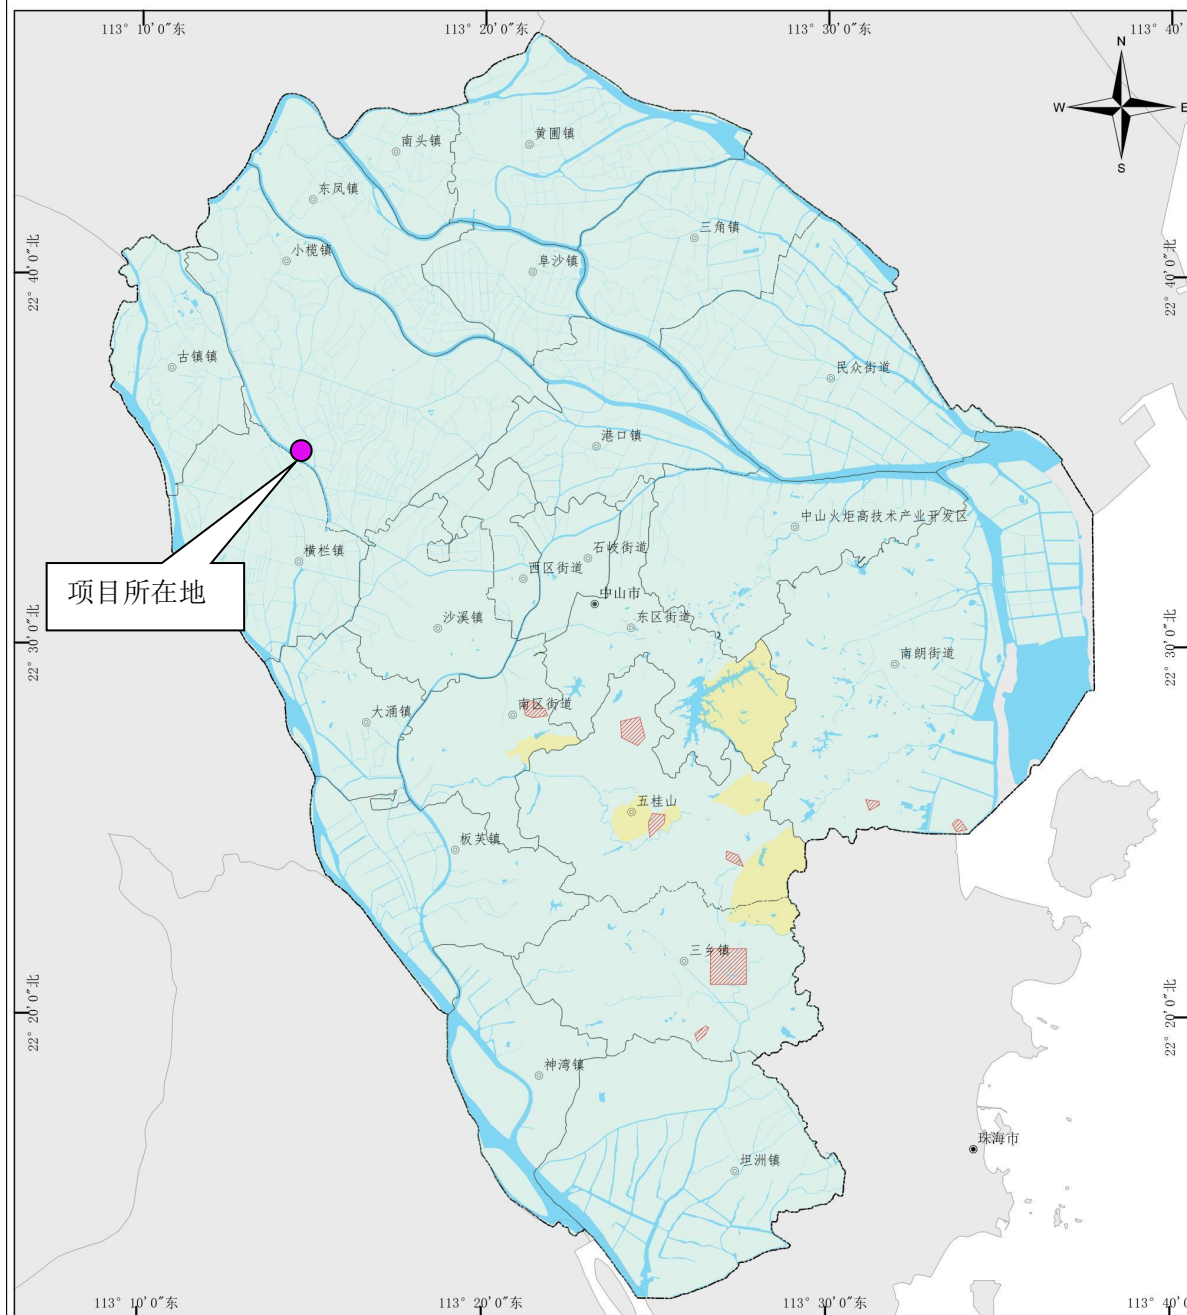 113° 10'0"东
113° 20'0"东
113° 30'0"东
113° 40'
N
W
E
S
南头镇
黄圃镇
东凤镇
三角镇
小榄镇
阜沙镇
22° 40'0"北
22° 40'0"北
古镇镇
民众街道
港口镇
中山火炬高技术产业开发区
横栏镇
石岐街道
西区街道
项目所在地
中山市
沙溪镇
东区街道
22° 30'0"北
22° 30'0"北
南朗街道
大涌镇
南区街道
五桂山
板芙镇
三乡镇
22° 20'0"北
22° 20'0"北
神湾镇
珠海市
坦洲镇
113° 10'0"东
113° 20'0"东
113° 30'0"东
113° 40'0